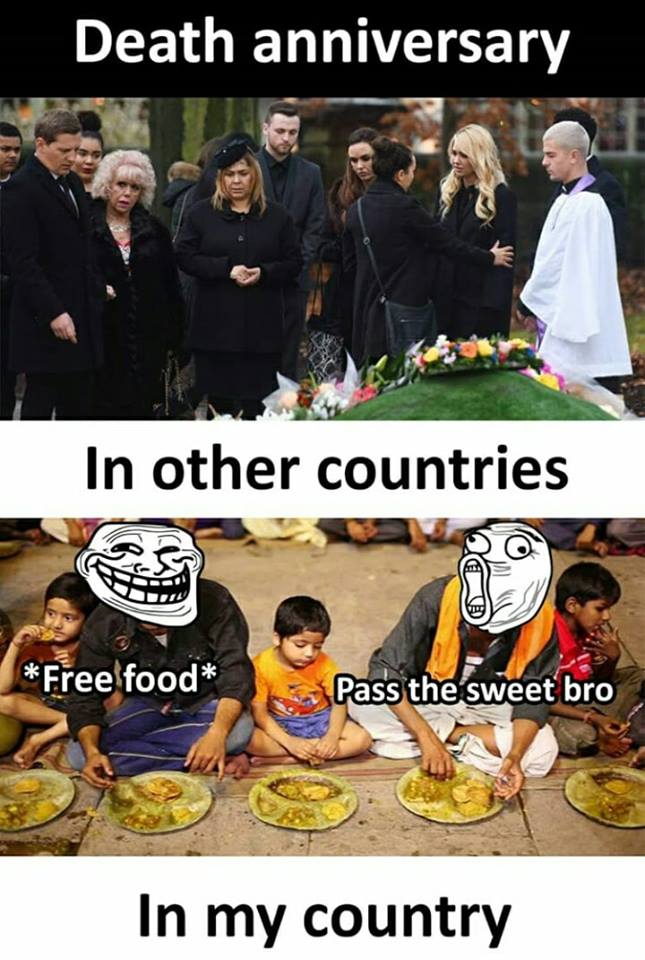 Death anniversary
In other countries
*Free food*
Pass the sweet bro
In my country